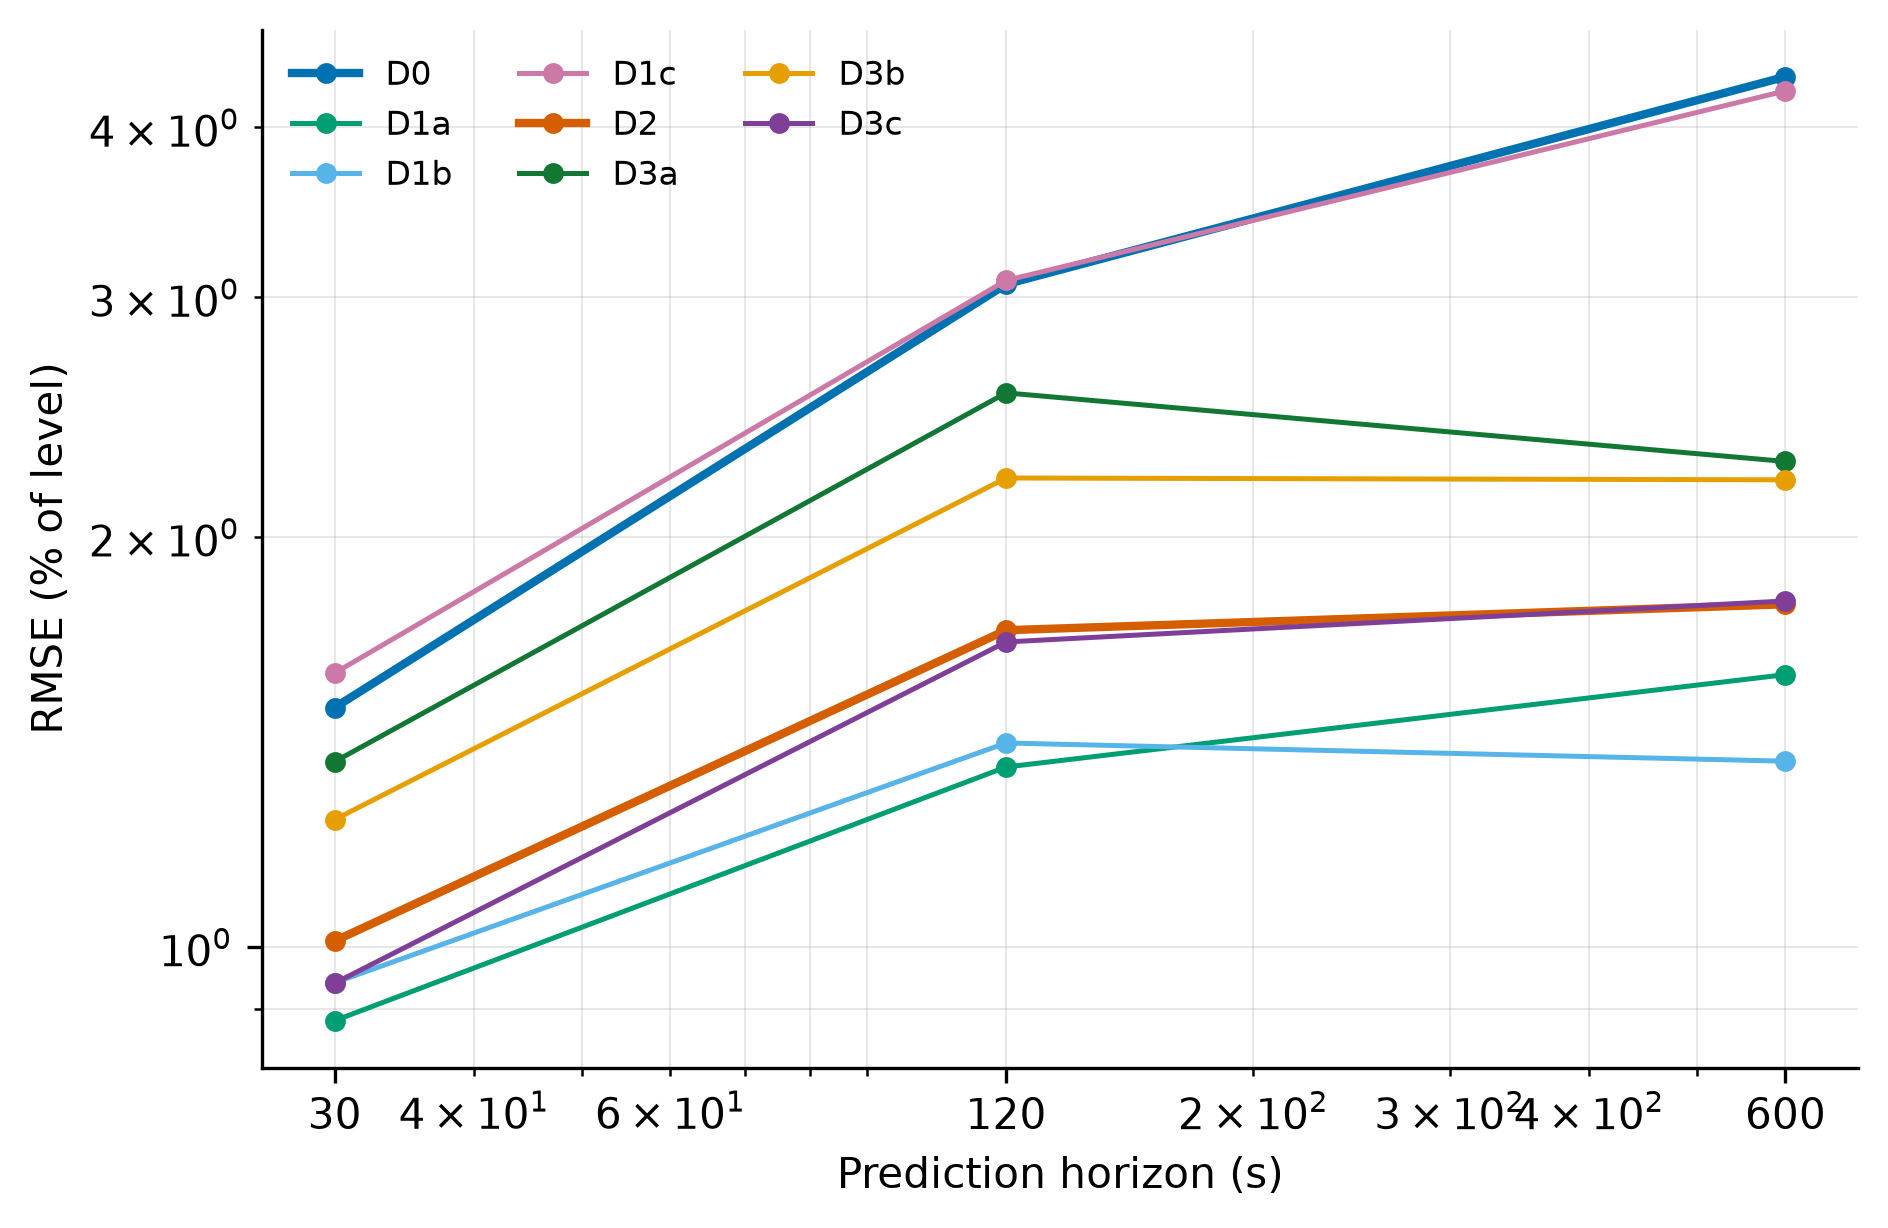 D0
D1a
D1b
D1c
D2
D3a
D3b
D3c
RMSE (% of level)
4 × 10⁰
3 × 10⁰
2 × 10⁰
10⁰
30
4 × 10¹
6 × 10¹
120
2 × 10²
3 × 10²
4 × 10²
600
Prediction horizon (s)